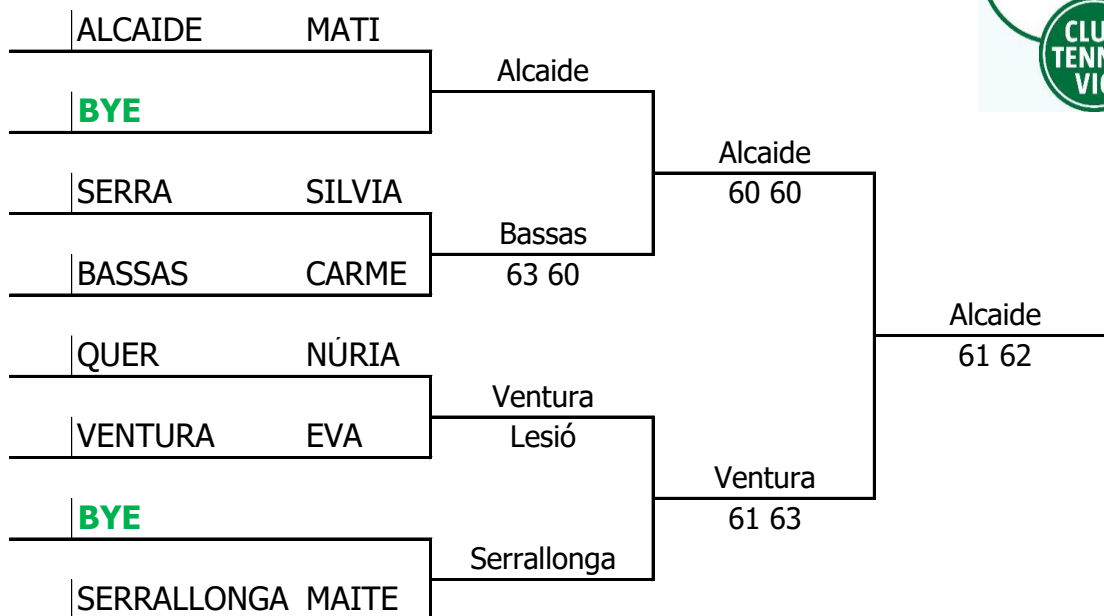 ALCAIDE MATI
BYE
SERRA SILVIA
BASSAS CARME
QUER NÚRIA
VENTURA EVA
BYE
SERRALLONGA MAITE
Alcaide
Bassas
63 60
Ventura
Lesió
Serrallonga
Alcaide
60 60
Ventura
61 63
Alcaide
61 62